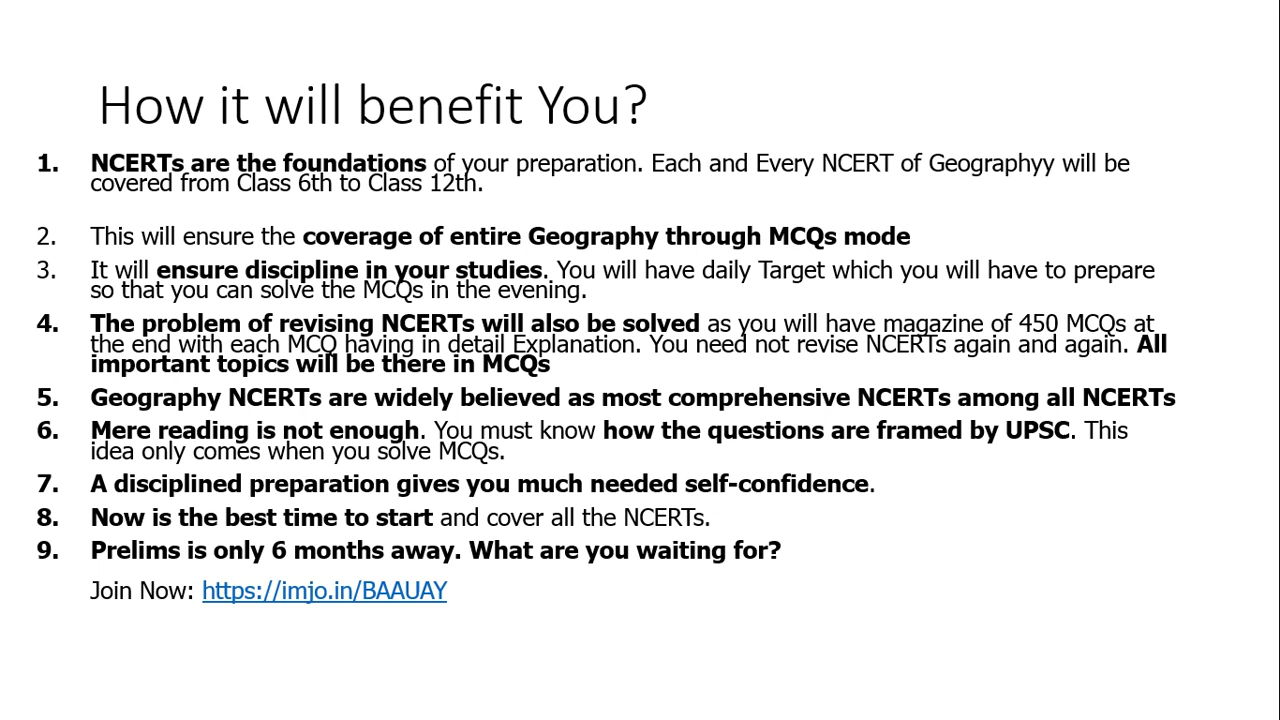 How it will benefit You?
1. NCERTs are the foundations of your preparation. Each and Every NCERT of Geographyy will be
covered from Class 6th to Class 12th.
2. This will ensure the coverage of entire Geography through MCQs mode
3. It will ensure discipline in your studies. You will have daily Target which you will have to prepare
so that you can solve the MCQs in the evening.
4. The problem of revising NCERTs will also be solved as you will have magazine of 450 MCQs at
the end with each MCQ having in detail Explanation. You need not revise NCERTs again and again. All
important topics will be there in MCQs
5. Geography NCERTs are widely believed as most comprehensive NCERTs among all NCERTs
6. Mere reading is not enough. You must know how the questions are framed by UPSC. This
idea only comes when you solve MCQs.
7. A disciplined preparation gives you much needed self-confidence.
8. Now is the best time to start and cover all the NCERTs.
9. Prelims is only 6 months away. What are you waiting for?
Join Now: https://imjo.in/BAAUAY